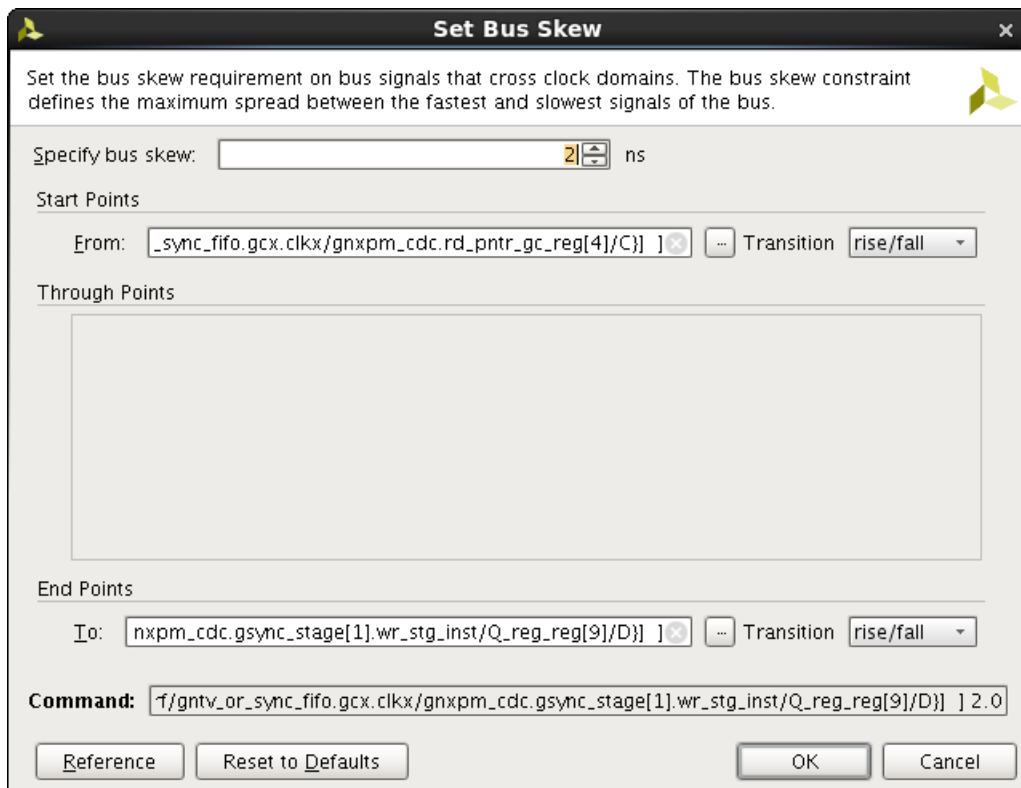 Set Bus Skew
Set the bus skew requirement on bus signals that cross clock domains. The bus skew constraint
defines the maximum spread between the fastest and slowest signals of the bus.
Specify bus skew: 2 ns
Start Points
From: _sync_fifo.gcx.clkx/gnxpm_cdc.rd_pntr_gc_reg[4]/C}] ] ... Transition rise/fall
Through Points
End Points
To: nxpm_cdc.gsync_stage[1].wr_stg_inst/Q_reg_reg[9]/D}] ] ... Transition rise/fall
Command: f/gntv_or_sync_fifo.gcx.clkx/gnxpm_cdc.gsync_stage[1].wr_stg_inst/Q_reg_reg[9]/D}] ] 2.0
Reference Reset to Defaults OK Cancel